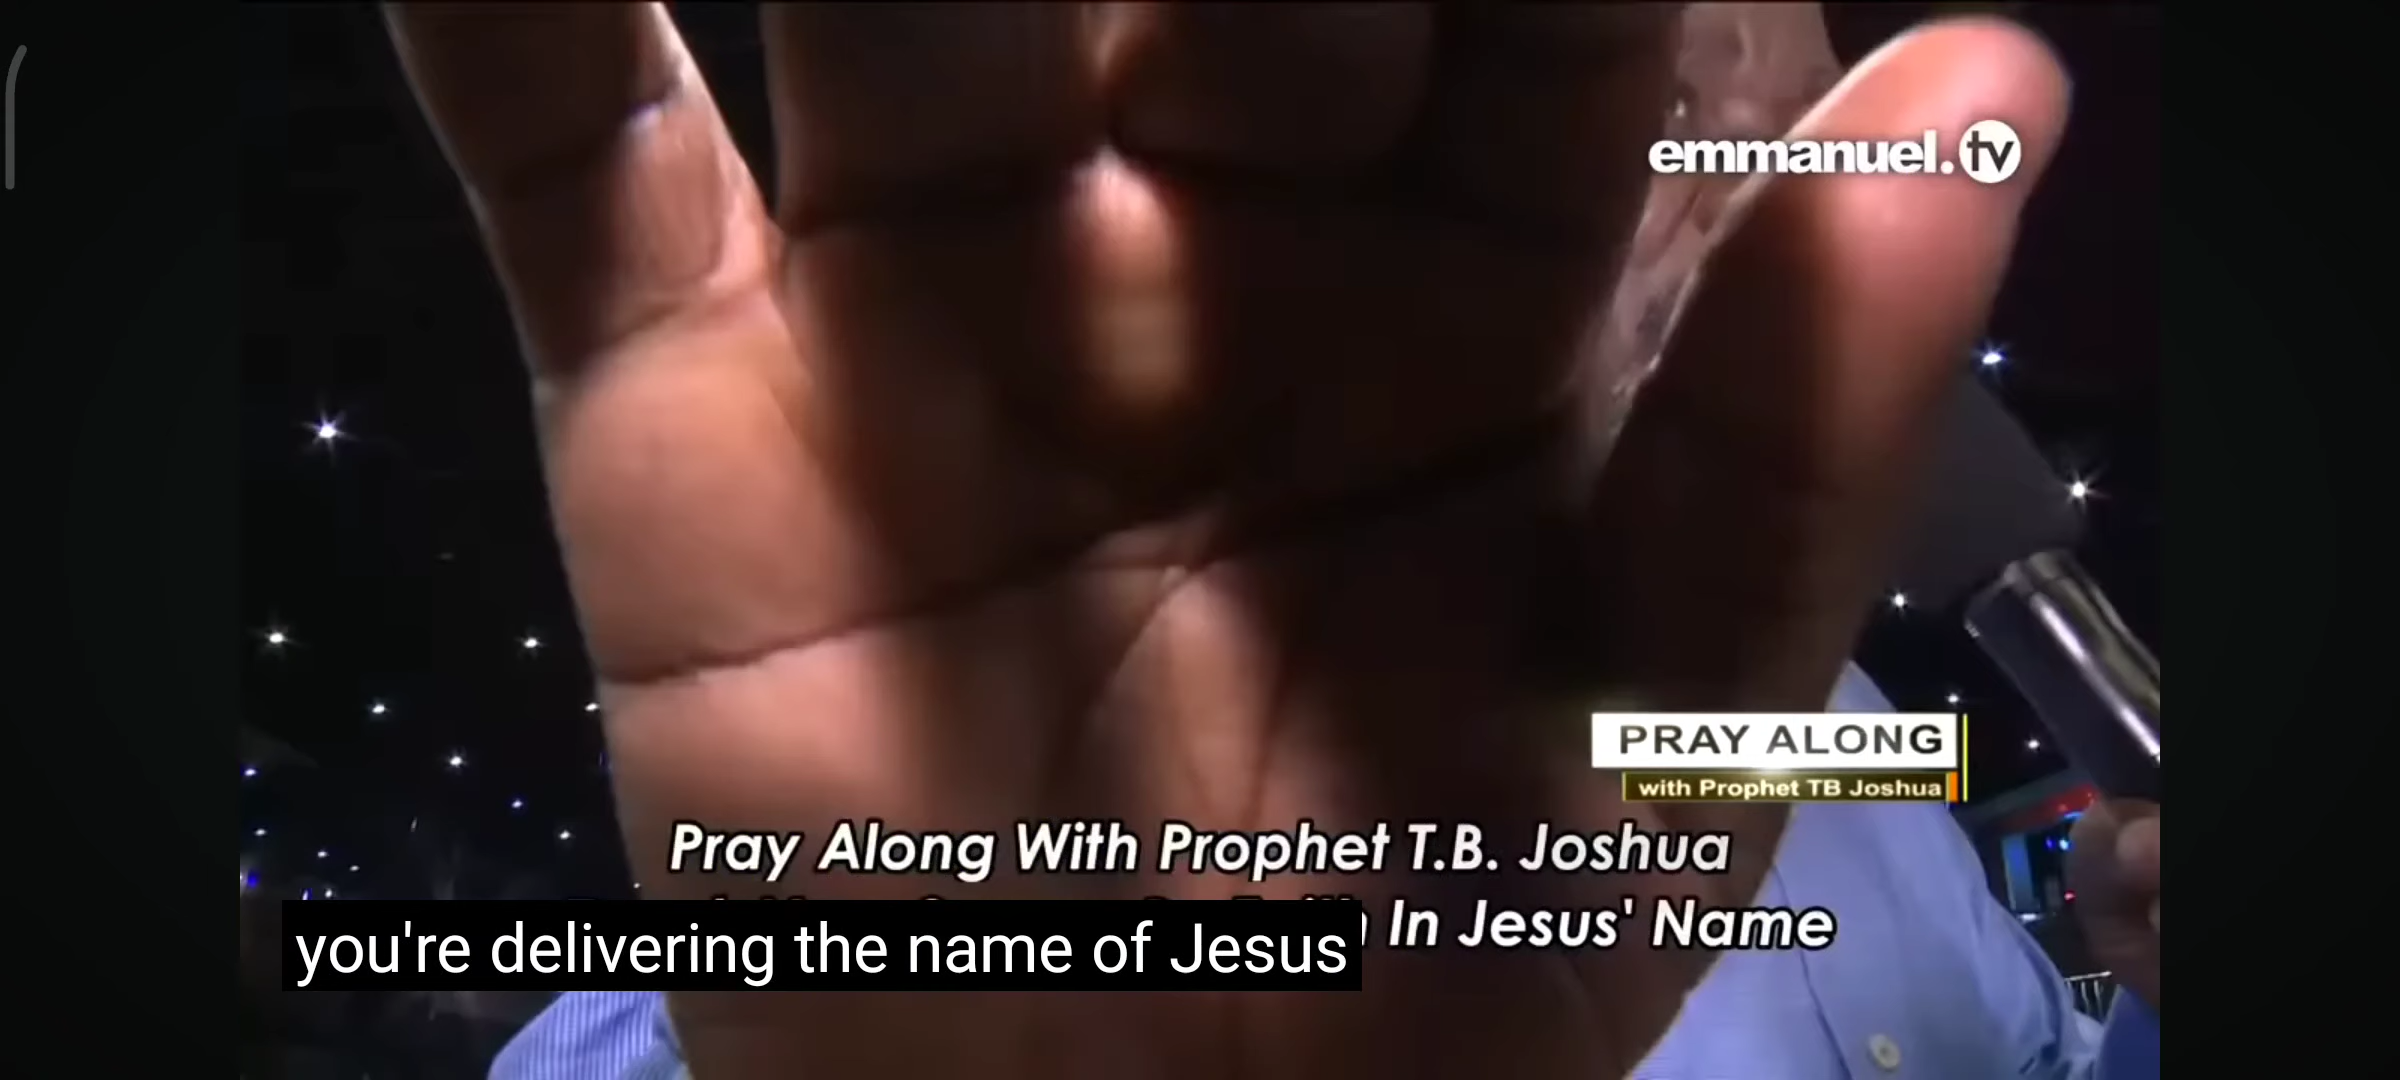 emmanuel.tv
PRAY ALONG
with Prophet TB Joshua
Pray Along With Prophet T.B. Joshua
In Jesus' Name
you're delivering the name of Jesus